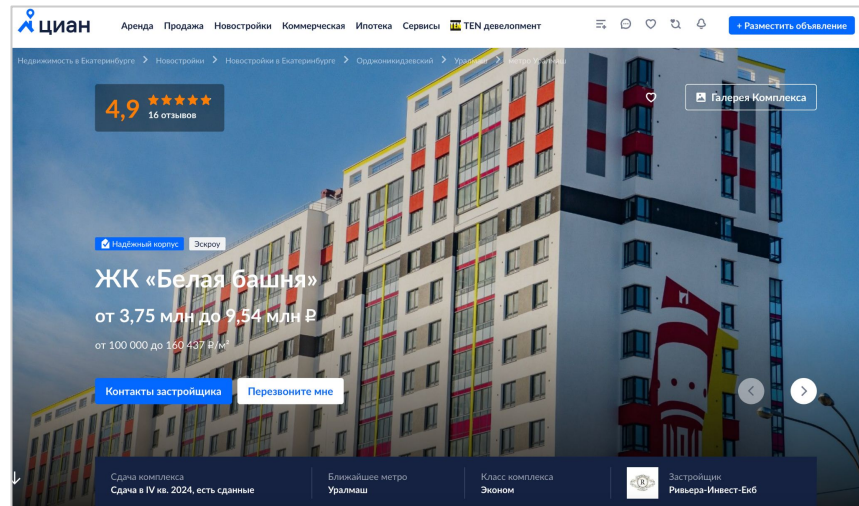 циан
Аренда Продажа Новостройки Коммерческая Ипотека Сервисы TEN девелопмент
+ Разместить объявление
Недвижимость в Екатеринбурге > Новостройки > Новостройки в Екатеринбурге > Орджоникидзевский > Уралмаш > метро Уралмаш
4,9
16 отзывов
Галерея Комплекса
Надёжный корпус Эскроу
ЖК «Белая башня»
от 3,75 млн до 9,54 млн ₽
от 100 000 до 160 437 ₽/м²
Контакты застройщика Перезвоните мне
Сдача комплекса
Сдача в IV кв. 2024, есть сданные
Ближайшее метро
Уралмаш
Класс комплекса
Эконом
R
Застройщик
Ривьера-Инвест-Екб